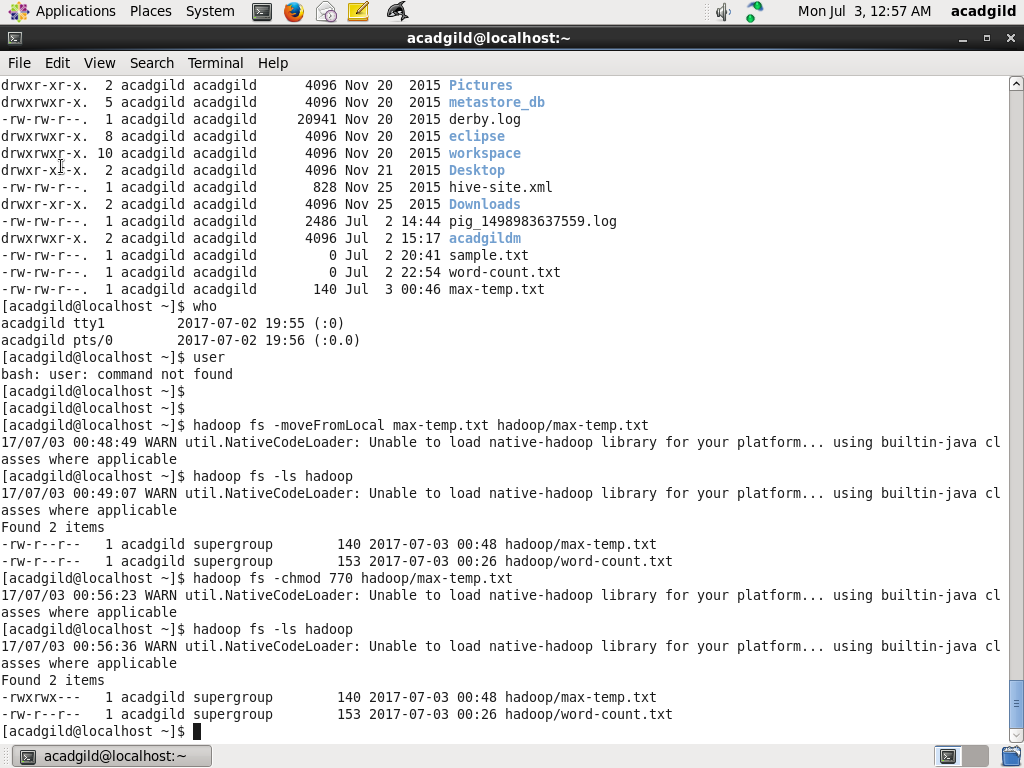 Applications Places System Mon Jul 3, 12:57 AM acadgild
acadgild@localhost:~
File Edit View Search Terminal Help
drwxr-xr-x.  2 acadgild acadgild      4096 Nov 20  2015 Pictures
drwxrwxr-x.  5 acadgild acadgild      4096 Nov 20  2015 metastore_db
-rw-rw-r--.  1 acadgild acadgild     20941 Nov 20  2015 derby.log
drwxrwxr-x.  8 acadgild acadgild      4096 Nov 20  2015 eclipse
drwxrwxr-x. 10 acadgild acadgild      4096 Nov 20  2015 workspace
drwxr-xr-x.  2 acadgild acadgild      4096 Nov 21  2015 Desktop
-rw-rw-r--.  1 acadgild acadgild       828 Nov 25  2015 hive-site.xml
drwxr-xr-x.  2 acadgild acadgild      4096 Nov 25  2015 Downloads
-rw-rw-r--.  1 acadgild acadgild      2486 Jul  2 14:44 pig_1498983637559.log
drwxrwxr-x.  2 acadgild acadgild      4096 Jul  2 15:17 acadgildm
-rw-rw-r--.  1 acadgild acadgild         0 Jul  2 20:41 sample.txt
-rw-rw-r--.  1 acadgild acadgild         0 Jul  2 22:54 word-count.txt
-rw-rw-r--.  1 acadgild acadgild       140 Jul  3 00:46 max-temp.txt
[acadgild@localhost ~]$ who
acadgild tty1         2017-07-02 19:55 (:0)
acadgild pts/0        2017-07-02 19:56 (:0.0)
[acadgild@localhost ~]$ user
bash: user: command not found
[acadgild@localhost ~]$
[acadgild@localhost ~]$
[acadgild@localhost ~]$ hadoop fs -moveFromLocal max-temp.txt hadoop/max-temp.txt
17/07/03 00:48:49 WARN util.NativeCodeLoader: Unable to load native-hadoop library for your platform... using builtin-java cl
asses where applicable
[acadgild@localhost ~]$ hadoop fs -ls hadoop
17/07/03 00:49:07 WARN util.NativeCodeLoader: Unable to load native-hadoop library for your platform... using builtin-java cl
asses where applicable
Found 2 items
-rw-r--r--   1 acadgild supergroup        140 2017-07-03 00:48 hadoop/max-temp.txt
-rw-r--r--   1 acadgild supergroup        153 2017-07-03 00:26 hadoop/word-count.txt
[acadgild@localhost ~]$ hadoop fs -chmod 770 hadoop/max-temp.txt
17/07/03 00:56:23 WARN util.NativeCodeLoader: Unable to load native-hadoop library for your platform... using builtin-java cl
asses where applicable
[acadgild@localhost ~]$ hadoop fs -ls hadoop
17/07/03 00:56:36 WARN util.NativeCodeLoader: Unable to load native-hadoop library for your platform... using builtin-java cl
asses where applicable
Found 2 items
-rwxrwx---   1 acadgild supergroup        140 2017-07-03 00:48 hadoop/max-temp.txt
-rw-r--r--   1 acadgild supergroup        153 2017-07-03 00:26 hadoop/word-count.txt
[acadgild@localhost ~]$
acadgild@localhost:~